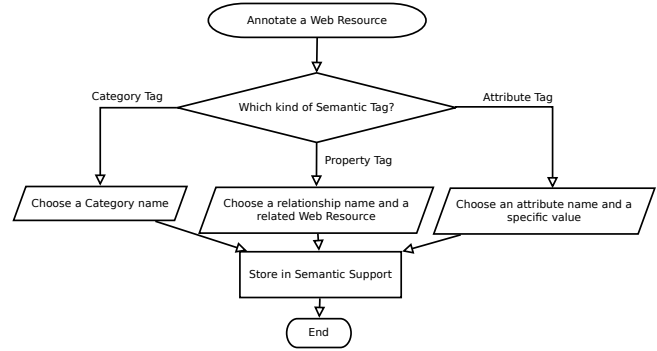 Annotate a Web Resource
Which kind of Semantic Tag?
Category Tag
Attribute Tag
Property Tag
Choose a Category name
Choose a relationship name and a
related Web Resource
Choose an attribute name and a
specific value
Store in Semantic Support
End